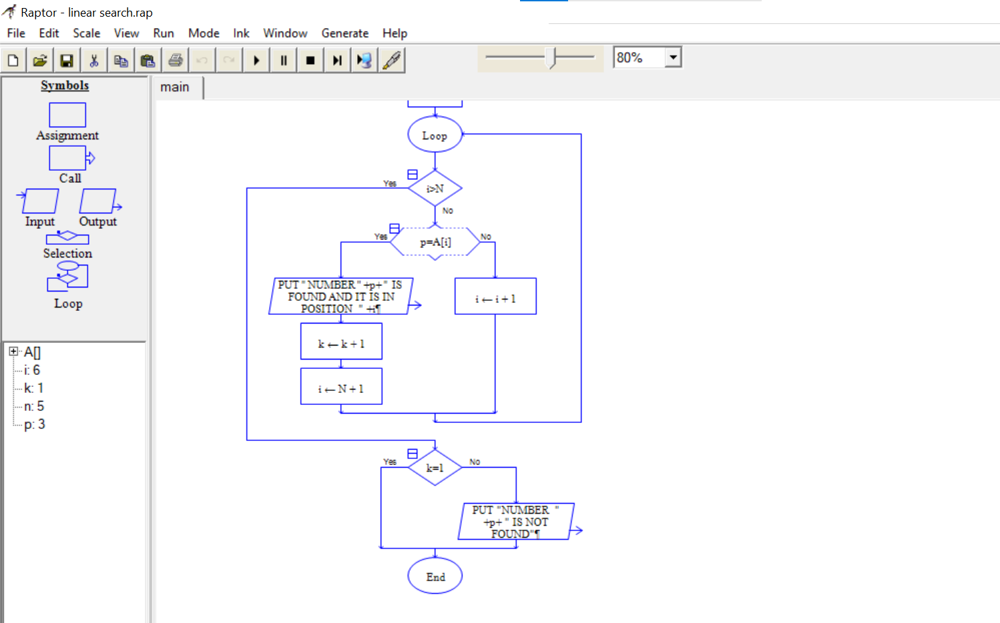 Raptor - linear search.rap
File Edit Scale View Run Mode Ink Window Generate Help
80%
Symbols
Assignment
Call
Input Output
Selection
Loop
A[]
i: 6
k: 1
n: 5
p: 3
main
Loop
Yes
i>N
No
Yes
p=A[i]
No
PUT " NUMBER" +p+" IS
FOUND AND IT IS IN
POSITION " +i¶
i ← i + 1
k ← k + 1
i ← N + 1
Yes
k=1
No
PUT "NUMBER "
+p+ " IS NOT
FOUND"¶
End